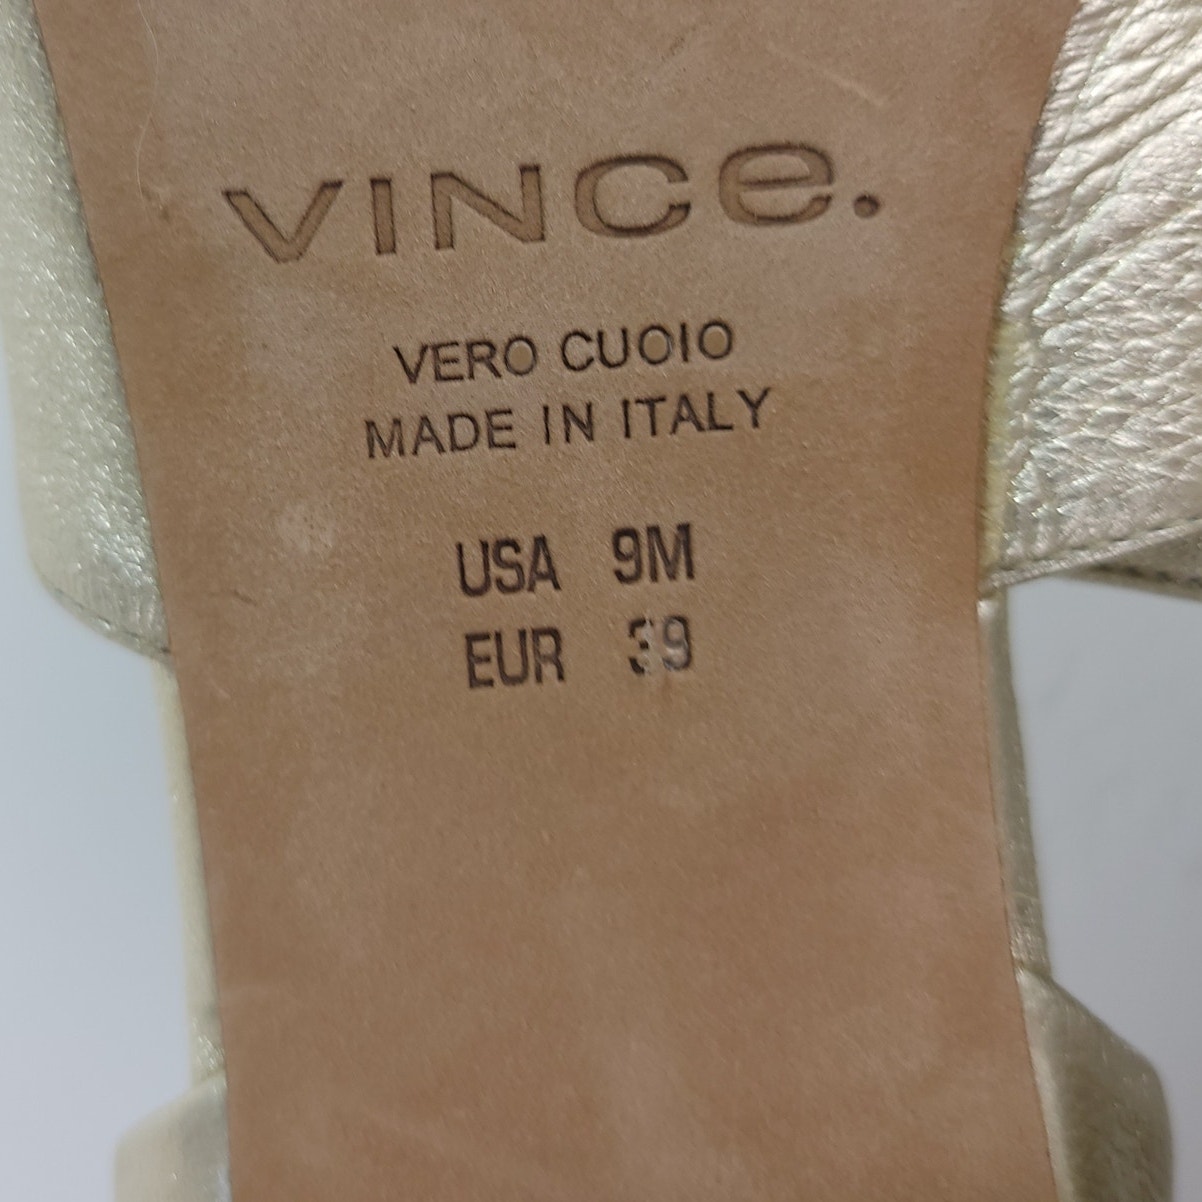 VINCe.
VERO CUOIO
MADE IN ITALY
USA 9M
EUR 39